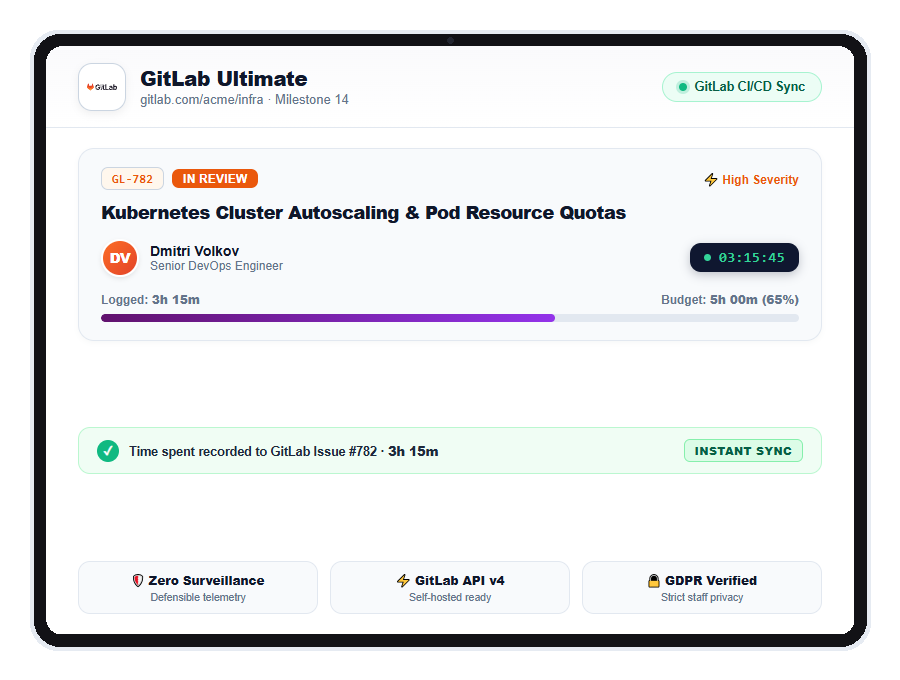 GitLab
GitLab Ultimate
gitlab.com/acme/infra · Milestone 14
GitLab CI/CD Sync
GL-782
IN REVIEW
High Severity
Kubernetes Cluster Autoscaling & Pod Resource Quotas
DV
Dmitri Volkov
Senior DevOps Engineer
03:15:45
Logged: 3h 15m
Budget: 5h 00m (65%)
Time spent recorded to GitLab Issue #782 · 3h 15m
INSTANT SYNC
Zero Surveillance
Defensible telemetry
GitLab API v4
Self-hosted ready
GDPR Verified
Strict staff privacy